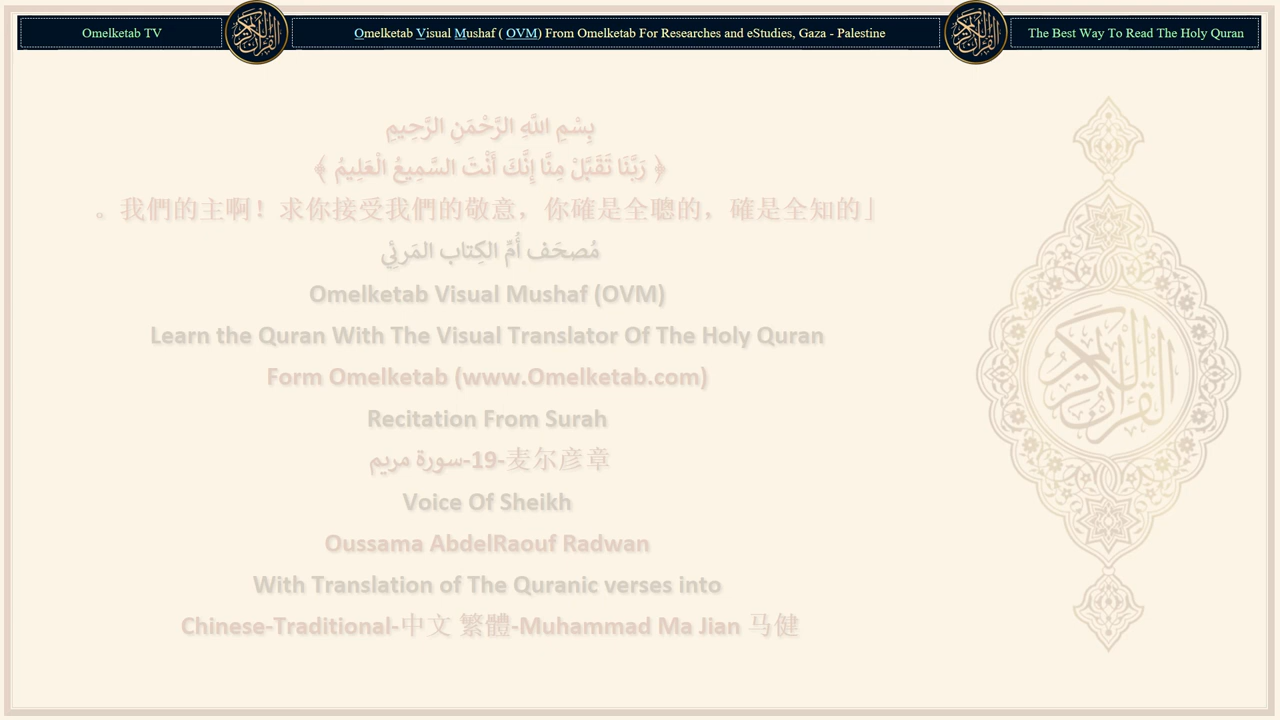 Omelketab TV
Omelketab Visual Mushaf ( OVM) From Omelketab For Researches and eStudies, Gaza - Palestine
The Best Way To Read The Holy Quran
بِسْمِ اللَّهِ الرَّحْمَنِ الرَّحِيمِ
﴿ رَبَّنَا تَقَبَّلْ مِنَّا إِنَّكَ أَنْتَ السَّمِيعُ الْعَلِيمُ ﴾
。我們的主啊！求你接受我們的敬意，你確是全聰的，確是全知的」
مُصحَف أُمِّ الكِتاب المَرئِي
Omelketab Visual Mushaf (OVM)
Learn the Quran With The Visual Translator Of The Holy Quran
Form Omelketab (www.Omelketab.com)
Recitation From Surah
سورة مريم-19-麦尔彦章
Voice Of Sheikh
Oussama AbdelRaouf Radwan
With Translation of The Quranic verses into
Chinese-Traditional-中文 繁體-Muhammad Ma Jian 马健